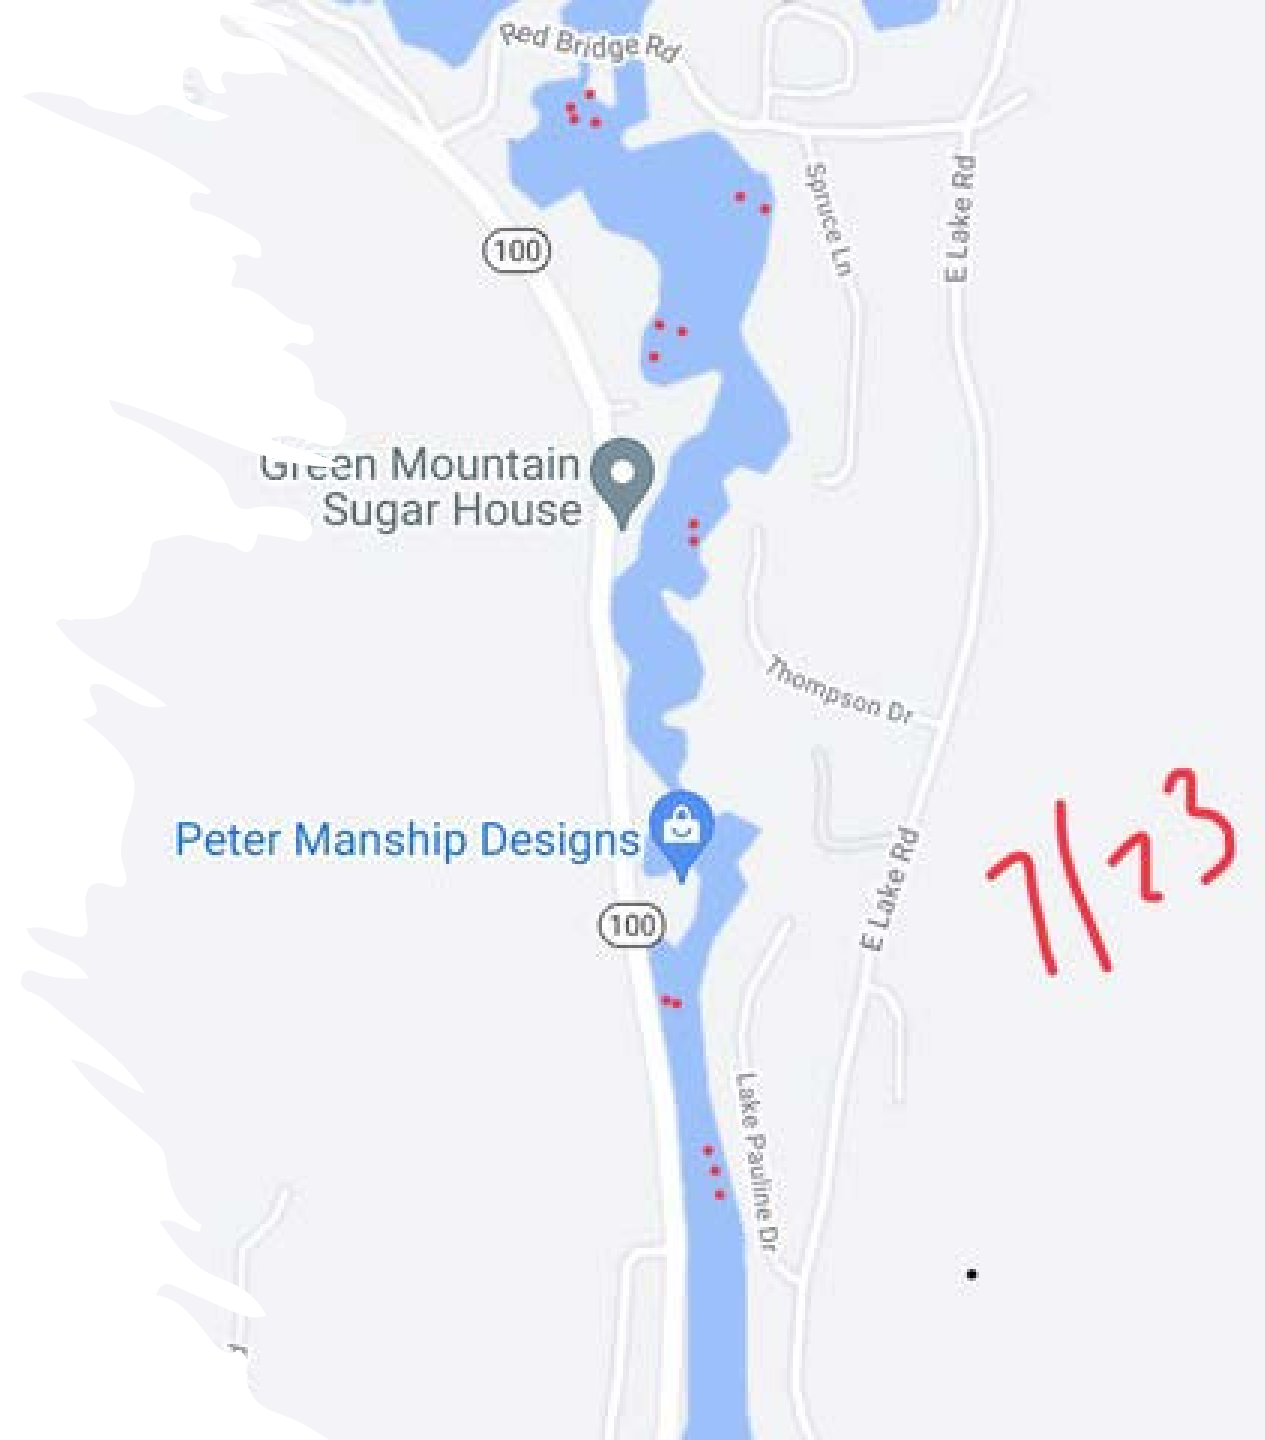 Red Bridge Rd
Spruce Ln
E Lake Rd
100
Green Mountain
Sugar House
Thompson Dr
7/23
Peter Manship Designs
E Lake Rd
100
Lake Pauline Dr